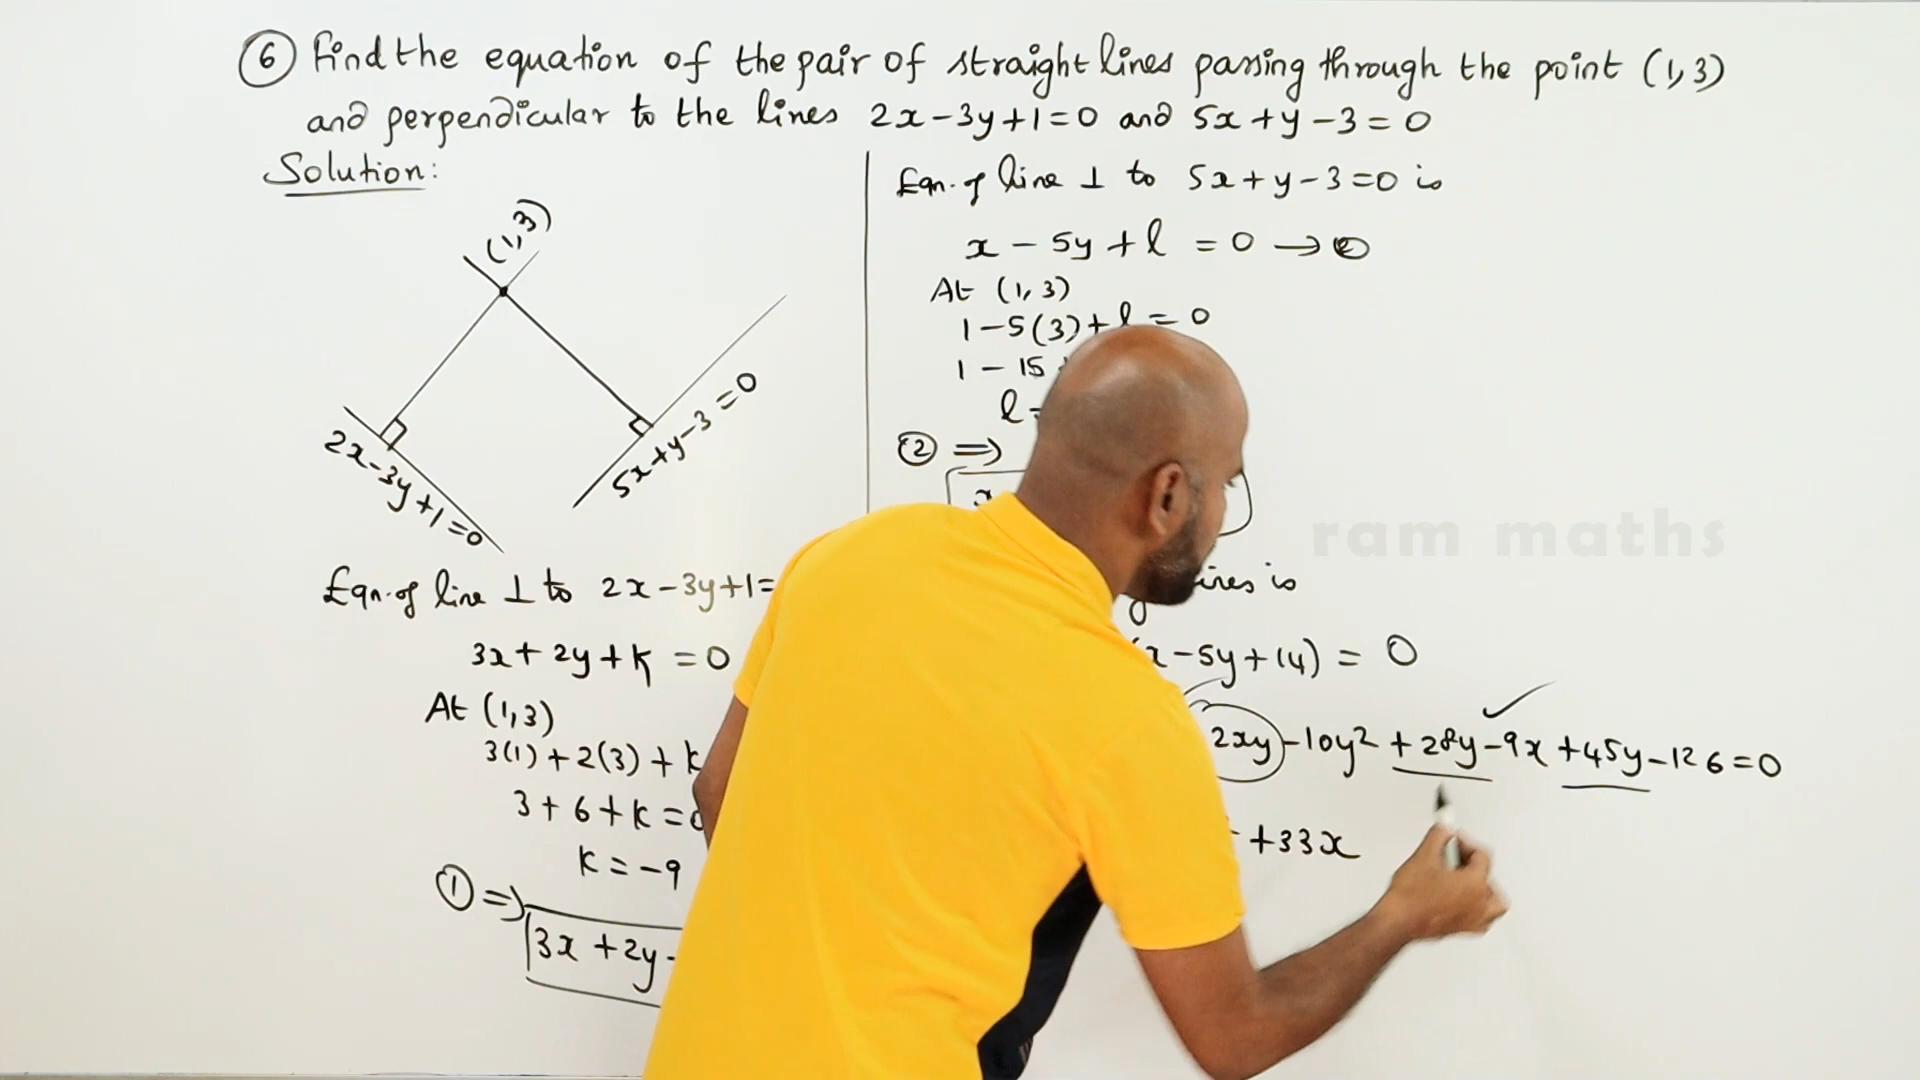 ⑥ Find the equation of the pair of straight lines passing through the point (1,3)
and perpendicular to the lines 2x-3y+1=0 and 5x+y-3=0
Solution:
(1,3)
2x-3y+1=0
5x+y-3=0
Eqn. of line ⊥ to 2x-3y+1=
3x+2y+k=0
At (1,3)
3(1)+2(3)+k
3+6+k=0
k=-9
① ⇒
3x+2y-
Eqn. of line ⊥ to 5x+y-3=0 is
x-5y+l=0 → ②
At (1,3)
1-5(3)+l=0
1-15
l=
② ⇒
x
is
x-5y+14)=0
2xy-10y²+28y-9x+45y-126=0
+33x
ram maths